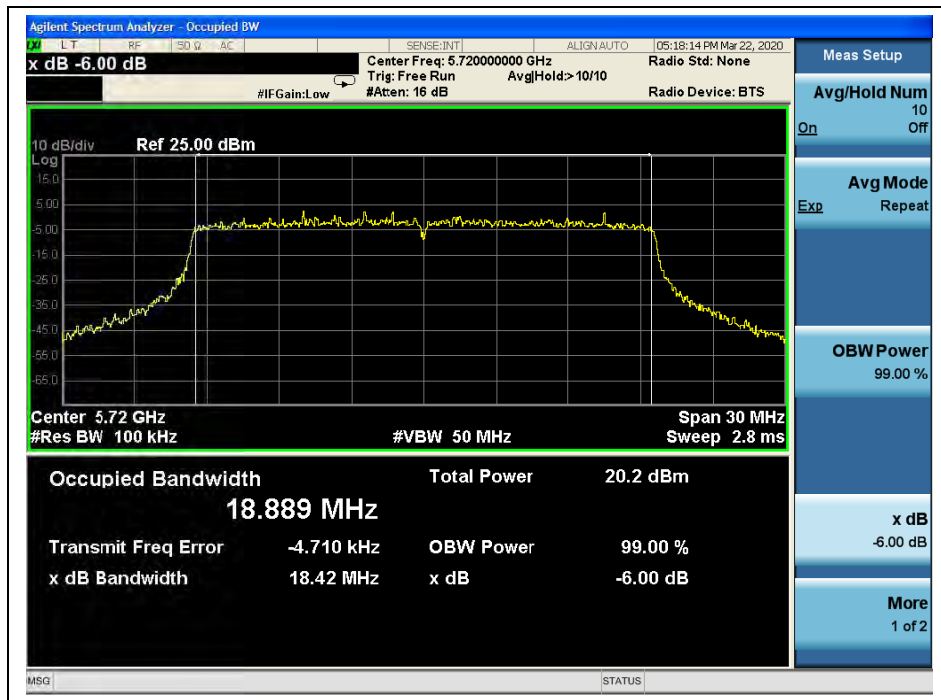 Agilent Spectrum Analyzer - Occupied BW
LXI L T RF 50 Ω AC SENSE:INT ALIGN AUTO 05:18:14 PM Mar 22, 2020
x dB -6.00 dB
Center Freq: 5.720000000 GHz
Radio Std: None
Trig: Free Run Avg|Hold:> 10/10
#IFGain:Low #Atten: 16 dB Radio Device: BTS
10 dB/div Ref 25.00 dBm
Log
15.0
5.00
-5.00
-15.0
-25.0
-35.0
-45.0
-55.0
-65.0
Center 5.72 GHz Span 30 MHz
#Res BW 100 kHz #VBW 50 MHz Sweep 2.8 ms
Occupied Bandwidth Total Power 20.2 dBm
18.889 MHz
Transmit Freq Error -4.710 kHz OBW Power 99.00 %
x dB Bandwidth 18.42 MHz x dB -6.00 dB
Meas Setup
Avg/Hold Num
10
On Off
Avg Mode
Exp Repeat
OBW Power
99.00 %
x dB
-6.00 dB
More
1 of 2
MSG STATUS